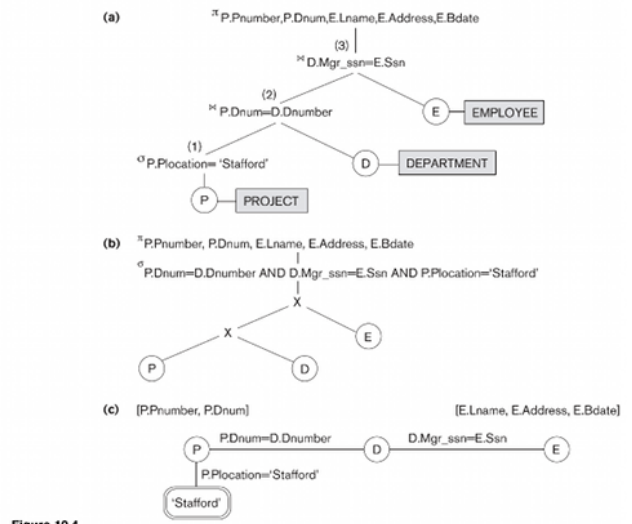 (a) π P.Pnumber,P.Dnum,E.Lname,E.Address,E.Bdate
(3)
⋈ D.Mgr_ssn=E.Ssn
(2)
⋈ P.Dnum=D.Dnumber
E EMPLOYEE
(1)
σ P.Plocation= 'Stafford'
D DEPARTMENT
P PROJECT
(b) π P.Pnumber, P.Dnum, E.Lname, E.Address, E.Bdate
σ P.Dnum=D.Dnumber AND D.Mgr_ssn=E.Ssn AND P.Plocation='Stafford'
X
X
E
P D
(c) [P.Pnumber, P.Dnum] [E.Lname, E.Address, E.Bdate]
P.Dnum=D.Dnumber D.Mgr_ssn=E.Ssn
P D E
P.Plocation='Stafford'
'Stafford'